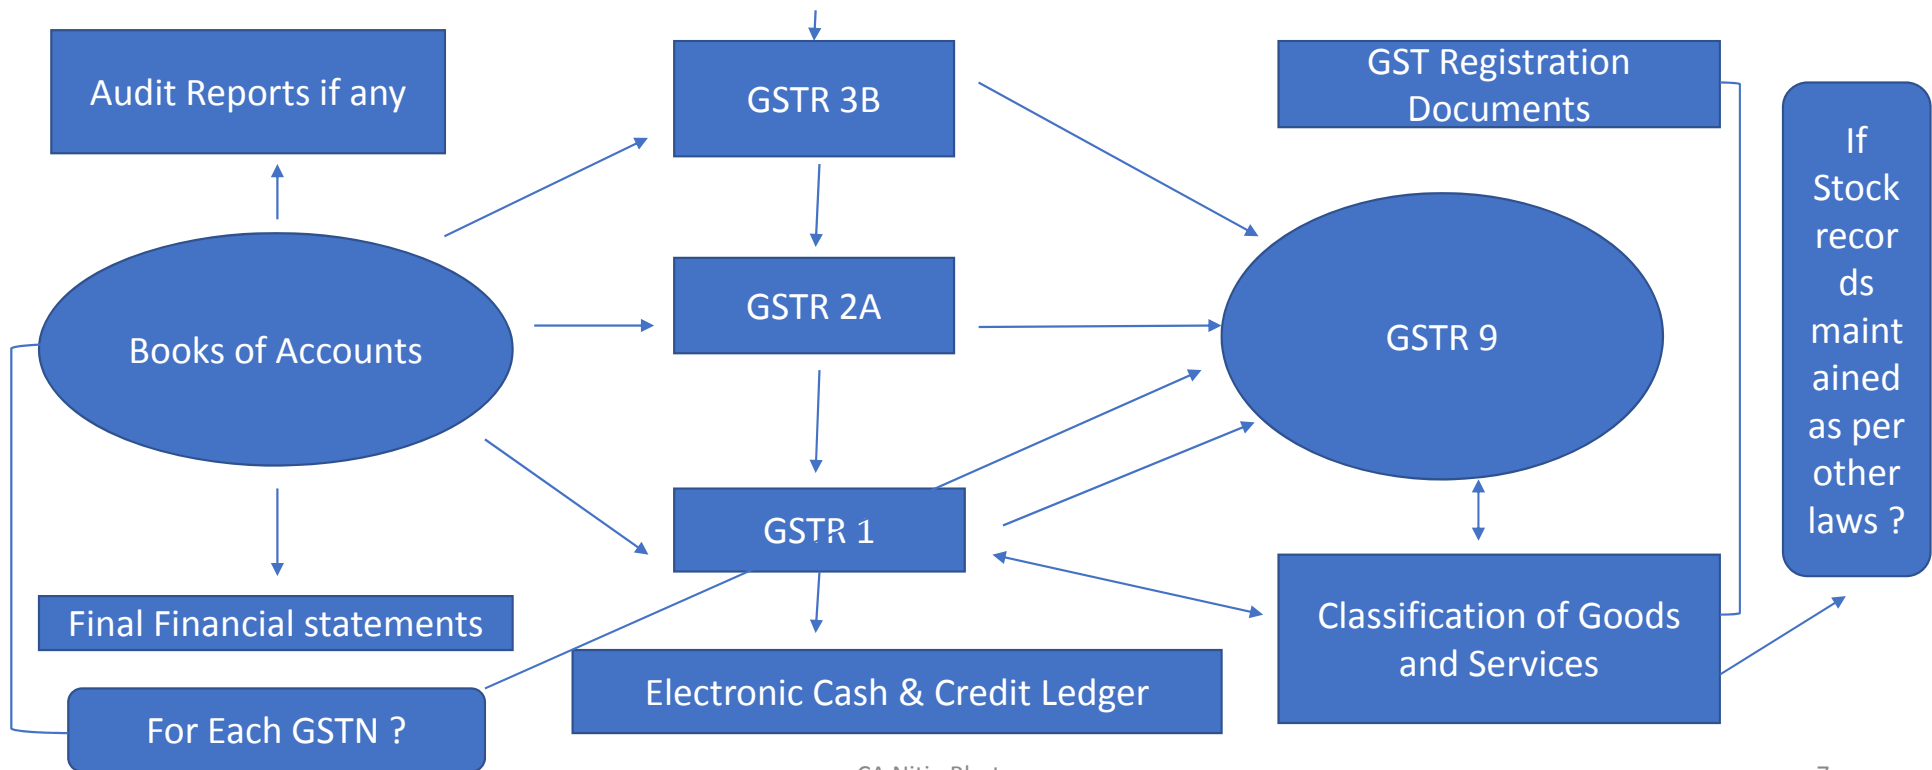 Audit Reports if any
GSTR 3B
GST Registration
Documents
If
Stock
recor
ds
maint
ained
as per
other
laws ?
Books of Accounts
GSTR 2A
GSTR 9
GSTR 1
Final Financial statements
Classification of Goods
and Services
Electronic Cash & Credit Ledger
For Each GSTN ?
7